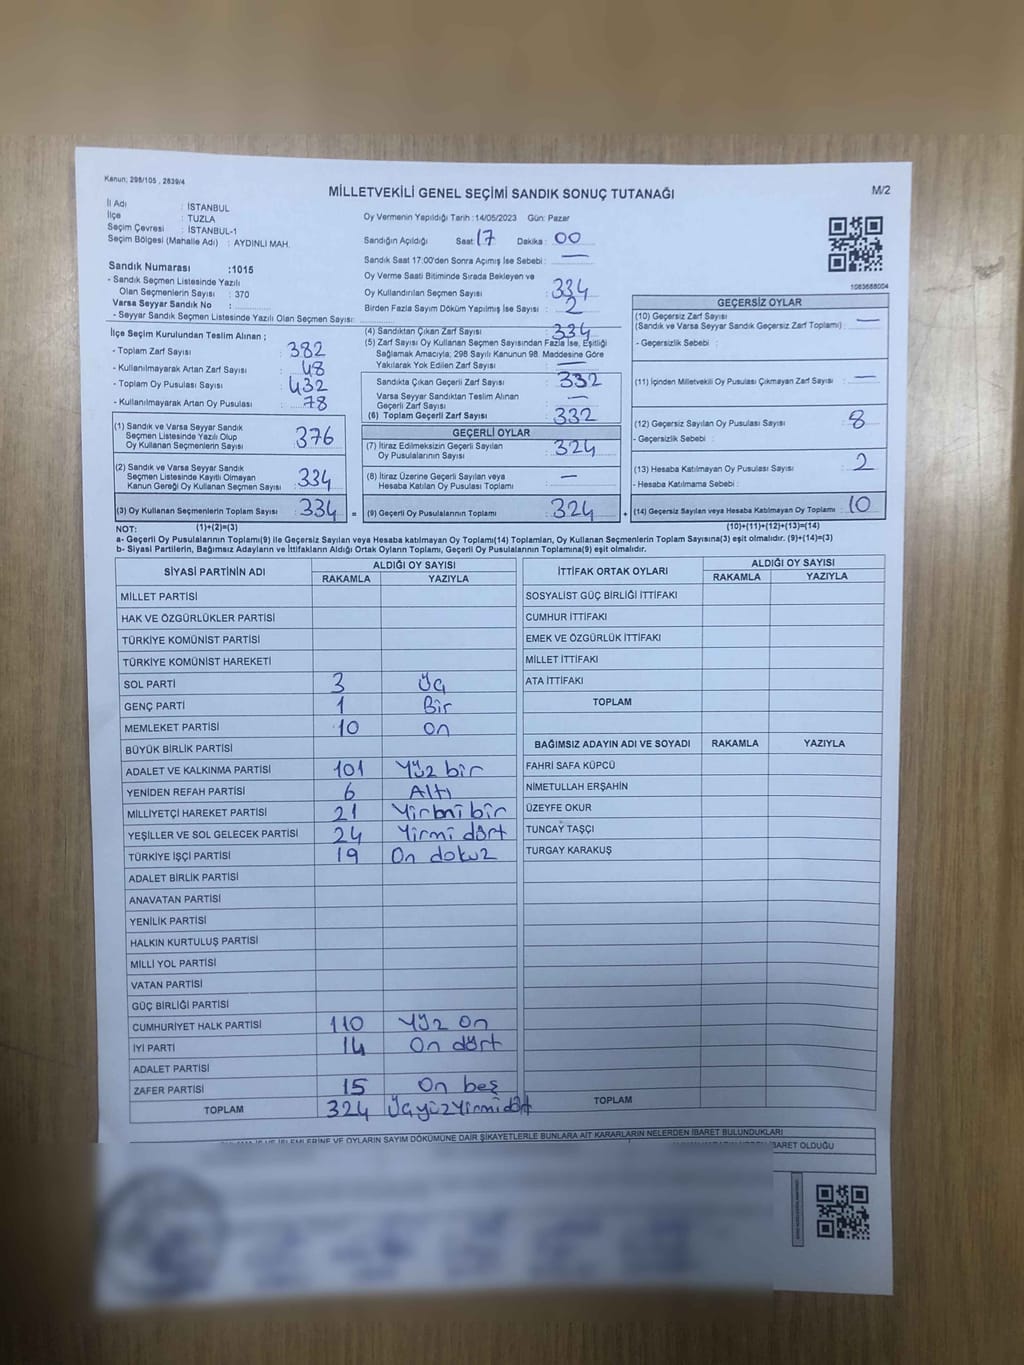 Kanun; 298/105 , 2839/4
MİLLETVEKİLİ GENEL SEÇİMİ SANDIK SONUÇ TUTANAĞI
M/2
İl Adı : İSTANBUL
İlçe : TUZLA
Seçim Çevresi : İSTANBUL-1
Seçim Bölgesi (Mahalle Adı) : AYDINLI MAH.
Sandık Numarası :1015
- Sandık Seçmen Listesinde Yazılı
Olan Seçmenlerin Sayısı : 370
Varsa Seyyar Sandık No :
- Seyyar Sandık Seçmen Listesinde Yazılı Olan Seçmen Sayısı:
İlçe Seçim Kurulundan Teslim Alınan ;
- Toplam Zarf Sayısı : 382
- Kullanılmayarak Artan Zarf Sayısı : 48
- Toplam Oy Pusulası Sayısı : 432
- Kullanılmayarak Artan Oy Pusulası : 78
(1) Sandık ve Varsa Seyyar Sandık
Seçmen Listesinde Yazılı Olup
Oy Kullanan Seçmenlerin Sayısı 376
(2) Sandık ve Varsa Seyyar Sandık
Seçmen Listesinde Kayıtlı Olmayan
Kanun Gereği Oy Kullanan Seçmen Sayısı 334
(3) Oy Kullanan Seçmenlerin Toplam Sayısı 334 =
Oy Vermenin Yapıldığı Tarih :14/05/2023 Gün: Pazar
Sandığın Açıldığı Saat: 17 Dakika : 00
Sandık Saat 17:00'den Sonra Açımış İse Sebebi : —
Oy Verme Saati Bitiminde Sırada Bekleyen ve
Oy Kullandırılan Seçmen Sayısı : 334
Birden Fazla Sayım Döküm Yapılmış İse Sayısı : 2
(4) Sandıktan Çıkan Zarf Sayısı : 334
(5) Zarf Sayısı Oy Kullanan Seçmen Sayısından Fazla İse, Eşitliği
Sağlamak Amacıyla; 298 Sayılı Kanunun 98. Maddesine Göre
Yakılarak Yok Edilen Zarf Sayısı : —
Sandıkta Çıkan Geçerli Zarf Sayısı : 332
Varsa Seyyar Sandıktan Teslim Alınan
Geçerli Zarf Sayısı : —
(6) Toplam Geçerli Zarf Sayısı : 332
GEÇERLİ OYLAR
(7) İtiraz Edilmeksizin Geçerli Sayılan
Oy Pusulalarının Sayısı : 324
(8) İtiraz Üzerine Geçerli Sayılan veya
Hesaba Katılan Oy Pusulası Toplamı : —
(9) Geçerli Oy Pusulalarının Toplamı : 324 +
1083688004
GEÇERSİZ OYLAR
(10) Geçersiz Zarf Sayısı
(Sandık ve Varsa Seyyar Sandık Geçersiz Zarf Toplamı) : —
- Geçersizlik Sebebi :
(11) İçinden Milletvekili Oy Pusulası Çıkmayan Zarf Sayısı : —
(12) Geçersiz Sayılan Oy Pusulası Sayısı : 8
- Geçersizlik Sebebi :
(13) Hesaba Katılmayan Oy Pusulası Sayısı : 2
- Hesaba Katılmama Sebebi :
(14) Geçersiz Sayılan veya Hesaba Katılmayan Oy Toplamı : 10
NOT: (1)+(2)=(3) (10)+(11)+(12)+(13)=(14)
a- Geçerli Oy Pusulalarının Toplamı(9) ile Geçersiz Sayılan veya Hesaba katılmayan Oy Toplamı(14) Toplamları, Oy Kullanan Seçmenlerin Toplam Sayısına(3) eşit olmalıdır. (9)+(14)=(3)
b- Siyasi Partilerin, Bağımsız Adayların ve İttifakların Aldığı Ortak Oyların Toplamı, Geçerli Oy Pusulalarının Toplamına(9) eşit olmalıdır.
SİYASİ PARTİNİN ADI ALDIĞI OY SAYISI
RAKAMLA YAZIYLA
MİLLET PARTİSİ
HAK VE ÖZGÜRLÜKLER PARTİSİ
TÜRKİYE KOMÜNİST PARTİSİ
TÜRKİYE KOMÜNİST HAREKETİ
SOL PARTİ 3 Üç
GENÇ PARTİ 1 Bir
MEMLEKET PARTİSİ 10 On
BÜYÜK BİRLİK PARTİSİ
ADALET VE KALKINMA PARTİSİ 101 Yüz bir
YENİDEN REFAH PARTİSİ 6 Altı
MİLLİYETÇİ HAREKET PARTİSİ 21 Yirmi bir
YEŞİLLER VE SOL GELECEK PARTİSİ 24 Yirmi dört
TÜRKİYE İŞÇİ PARTİSİ 19 On dokuz
ADALET BİRLİK PARTİSİ
ANAVATAN PARTİSİ
YENİLİK PARTİSİ
HALKIN KURTULUŞ PARTİSİ
MİLLİ YOL PARTİSİ
VATAN PARTİSİ
GÜÇ BİRLİĞİ PARTİSİ
CUMHURİYET HALK PARTİSİ 110 Yüz on
İYİ PARTİ 14 On dört
ADALET PARTİSİ
ZAFER PARTİSİ 15 On beş
TOPLAM 324 Üçyüzyirmidört
İTTİFAK ORTAK OYLARI ALDIĞI OY SAYISI
RAKAMLA YAZIYLA
SOSYALİST GÜÇ BİRLİĞİ İTTİFAKI
CUMHUR İTTİFAKI
EMEK VE ÖZGÜRLÜK İTTİFAKI
MİLLET İTTİFAKI
ATA İTTİFAKI
TOPLAM
BAĞIMSIZ ADAYIN ADI VE SOYADI RAKAMLA YAZIYLA
FAHRİ SAFA KÜPCÜ
NİMETULLAH ERŞAHİN
ÜZEYFE OKUR
TUNCAY TAŞÇI
TURGAY KARAKUŞ
TOPLAM
İŞLEMLERİNE VE OYLARIN SAYIM DÖKÜMÜNE DAİR ŞİKAYETLERLE BUNLARA AİT KARARLARIN NELERDEN İBARET BULUNDUKLARI
İBARET OLDUĞU